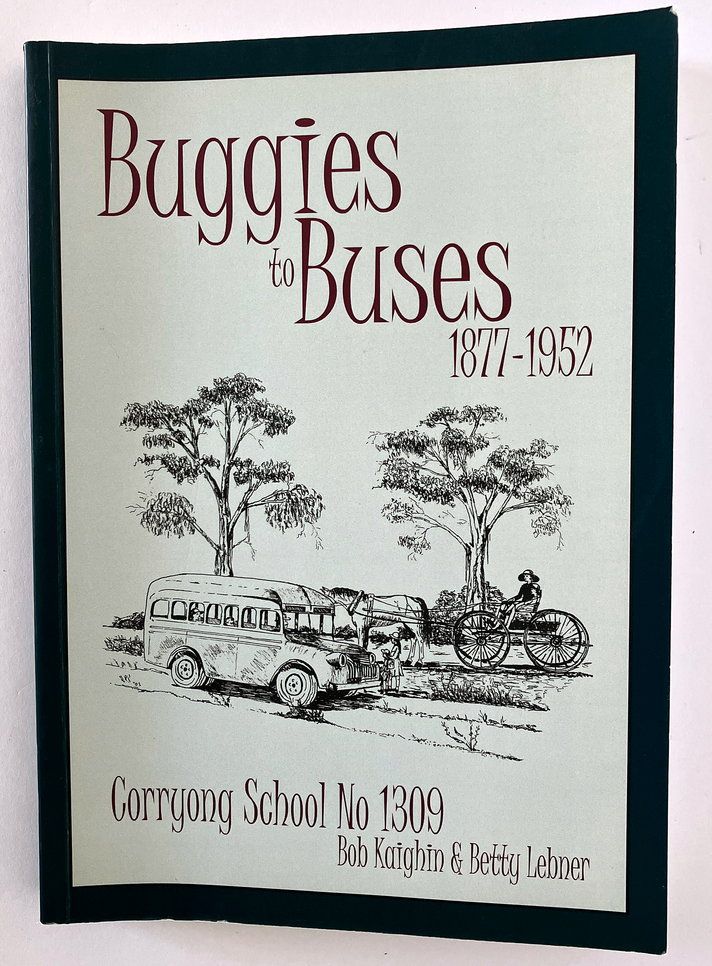 Buggies
to Buses
1877-1952
Corryong School No 1309
Bob Kaighin & Betty Lebner